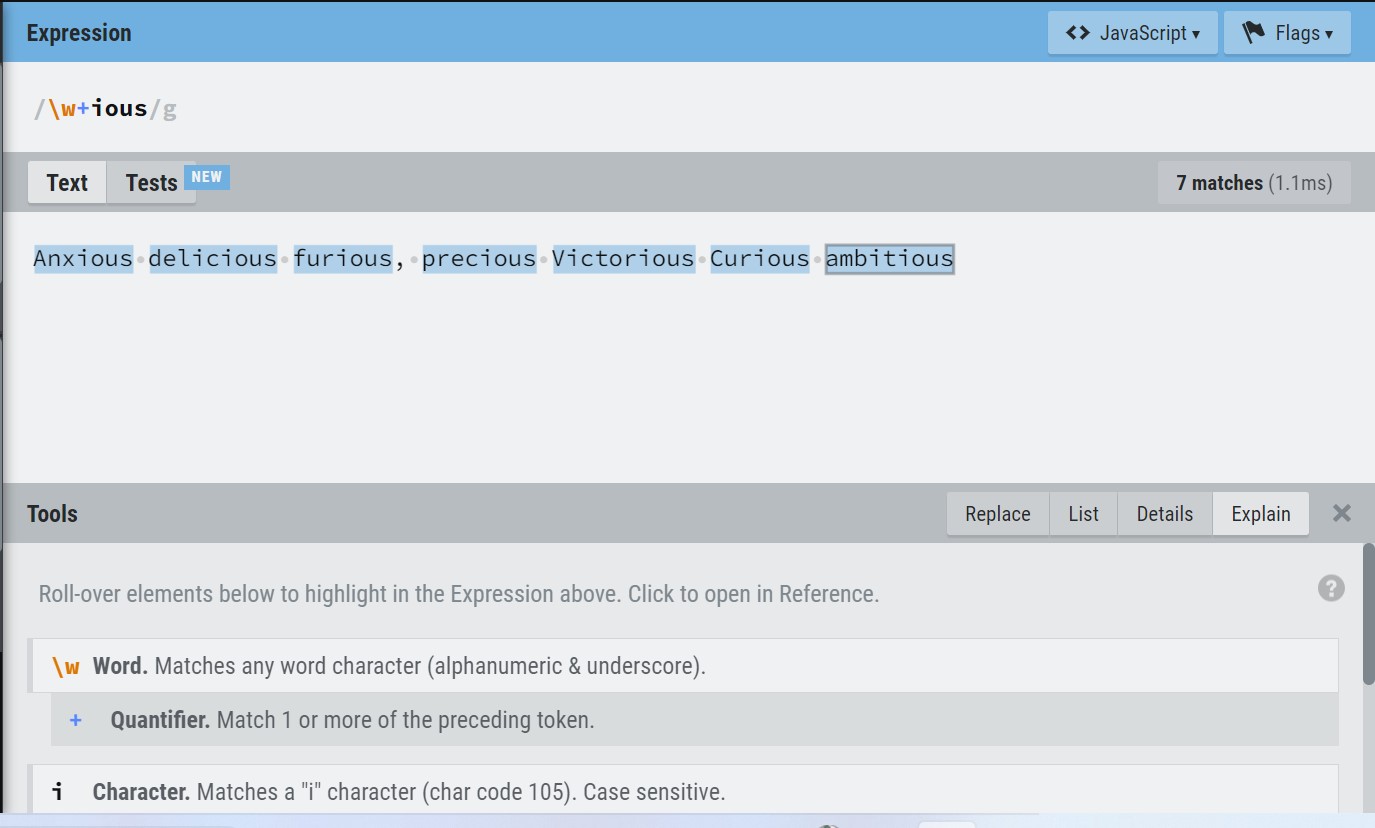 Expression
<> JavaScript ▾ Flags ▾
/\w+ious/g
Text Tests NEW 7 matches (1.1ms)
Anxious delicious furious, precious Victorious Curious ambitious
Tools Replace List Details Explain ×
Roll-over elements below to highlight in the Expression above. Click to open in Reference. ?
\w Word. Matches any word character (alphanumeric & underscore).
+ Quantifier. Match 1 or more of the preceding token.
i Character. Matches a "i" character (char code 105). Case sensitive.